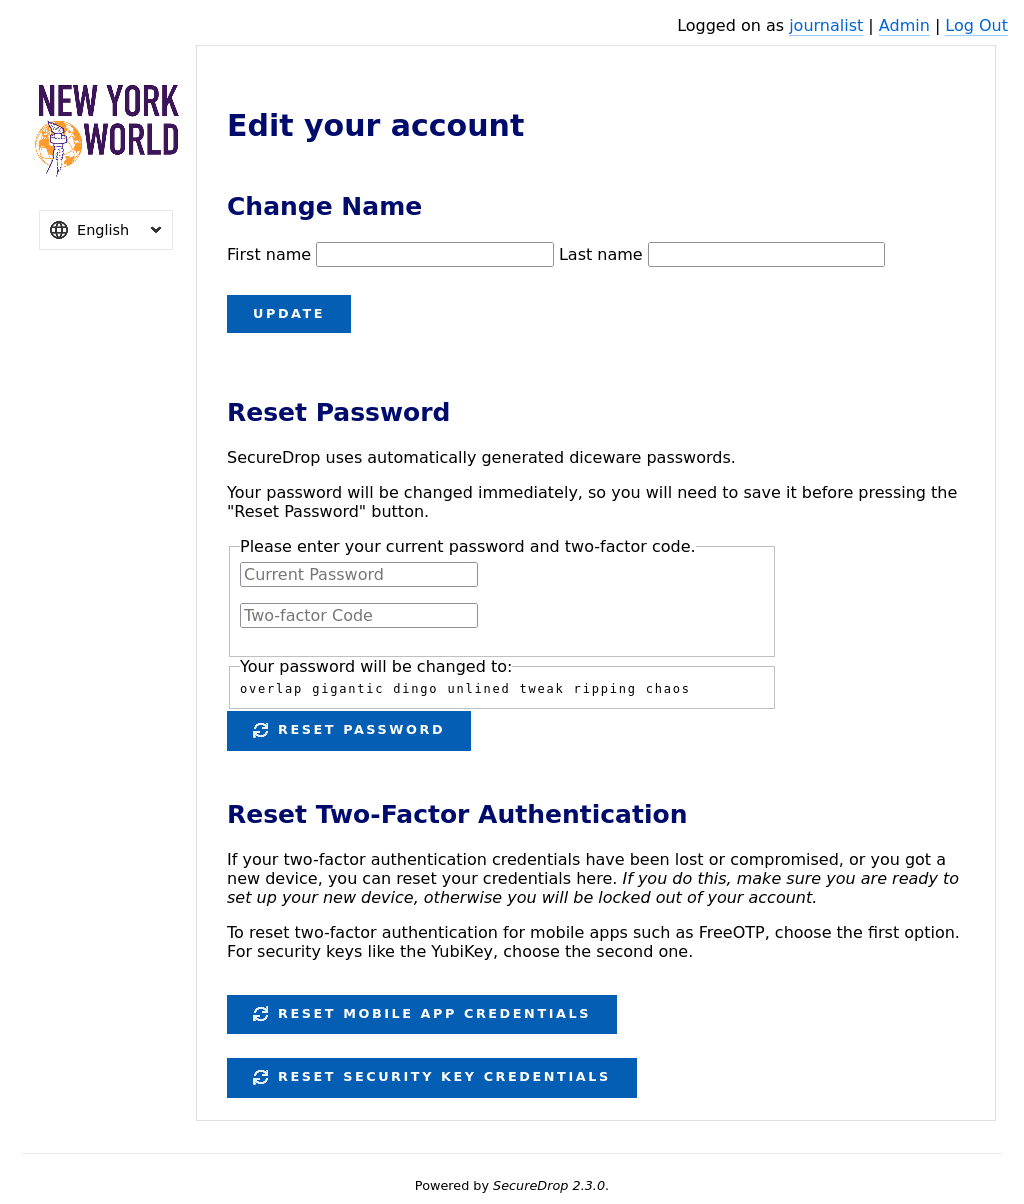 Logged on as journalist | Admin | Log Out
NEW YORK
WORLD
English
Edit your account
Change Name
First name Last name
UPDATE
Reset Password
SecureDrop uses automatically generated diceware passwords.
Your password will be changed immediately, so you will need to save it before pressing the
"Reset Password" button.
Please enter your current password and two-factor code.
Current Password
Two-factor Code
Your password will be changed to:
overlap gigantic dingo unlined tweak ripping chaos
RESET PASSWORD
Reset Two-Factor Authentication
If your two-factor authentication credentials have been lost or compromised, or you got a
new device, you can reset your credentials here. If you do this, make sure you are ready to
set up your new device, otherwise you will be locked out of your account.
To reset two-factor authentication for mobile apps such as FreeOTP, choose the first option.
For security keys like the YubiKey, choose the second one.
RESET MOBILE APP CREDENTIALS
RESET SECURITY KEY CREDENTIALS
Powered by SecureDrop 2.3.0.